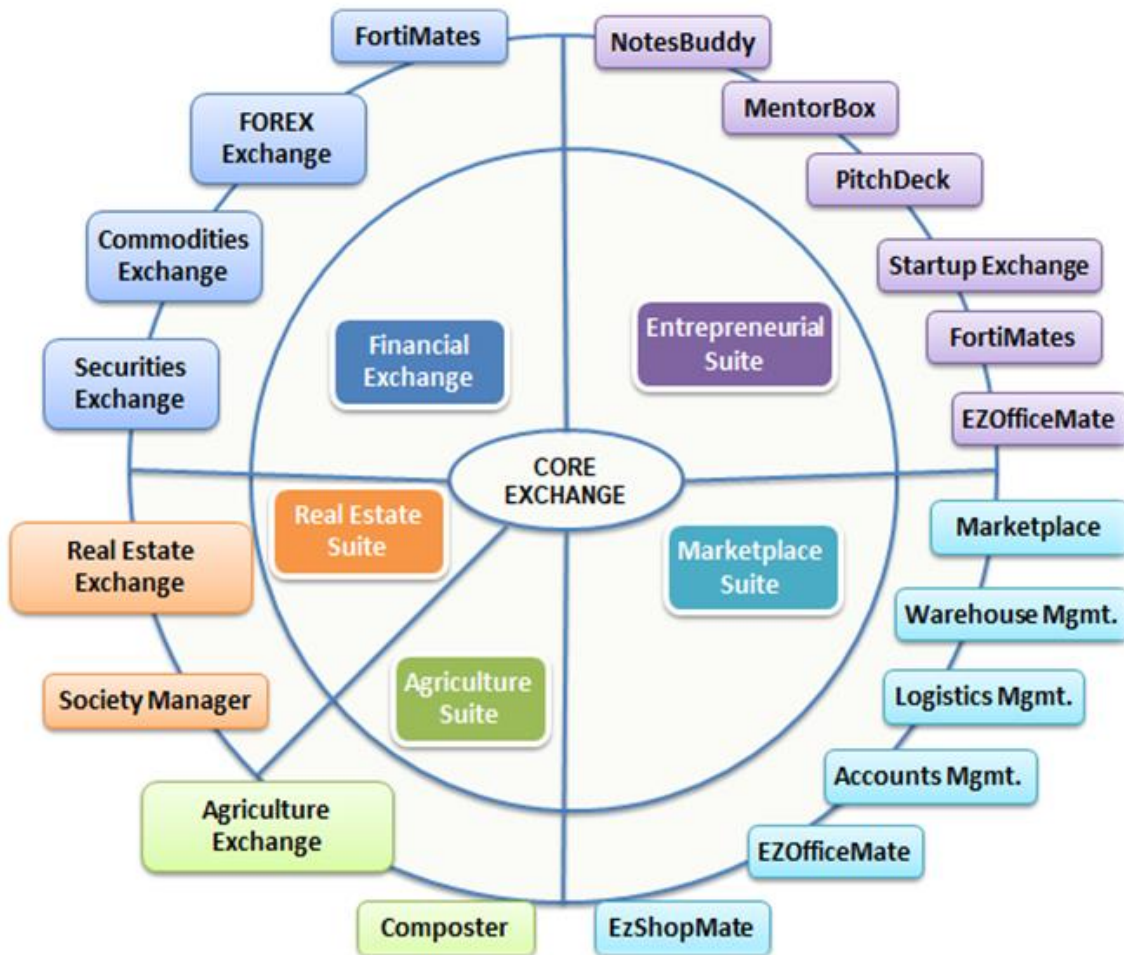 FortiMates
NotesBuddy
FOREX
Exchange
MentorBox
PitchDeck
Commodities
Exchange
Startup Exchange
Financial
Exchange
Entrepreneurial
Suite
FortiMates
Securities
Exchange
EZOfficeMate
CORE
EXCHANGE
Real Estate
Suite
Marketplace
Suite
Marketplace
Real Estate
Exchange
Warehouse Mgmt.
Society Manager
Agriculture
Suite
Logistics Mgmt.
Accounts Mgmt.
Agriculture
Exchange
EZOfficeMate
Composter
EzShopMate